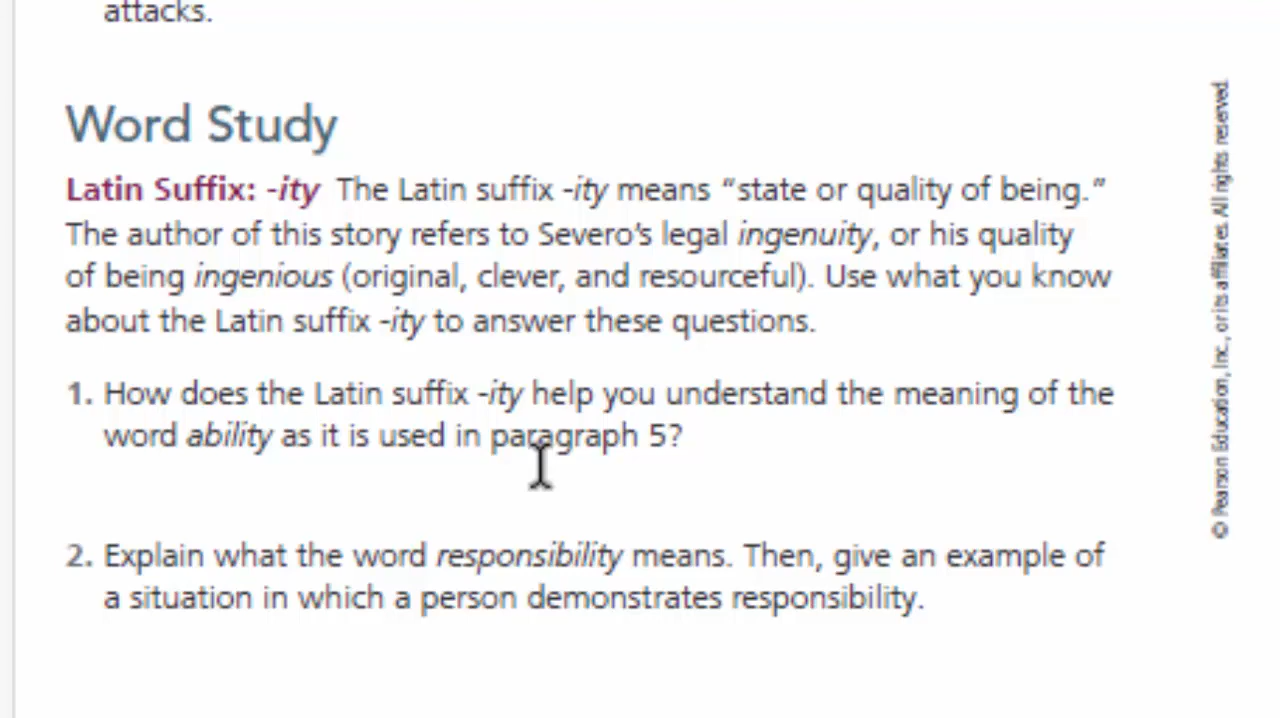 attacks.
Word Study
Latin Suffix: -ity The Latin suffix -ity means “state or quality of being.”
The author of this story refers to Severo’s legal ingenuity, or his quality
of being ingenious (original, clever, and resourceful). Use what you know
about the Latin suffix -ity to answer these questions.
1. How does the Latin suffix -ity help you understand the meaning of the
word ability as it is used in paragraph 5?
2. Explain what the word responsibility means. Then, give an example of
a situation in which a person demonstrates responsibility.
© Pearson Education, Inc., or its affiliates. All rights reserved.